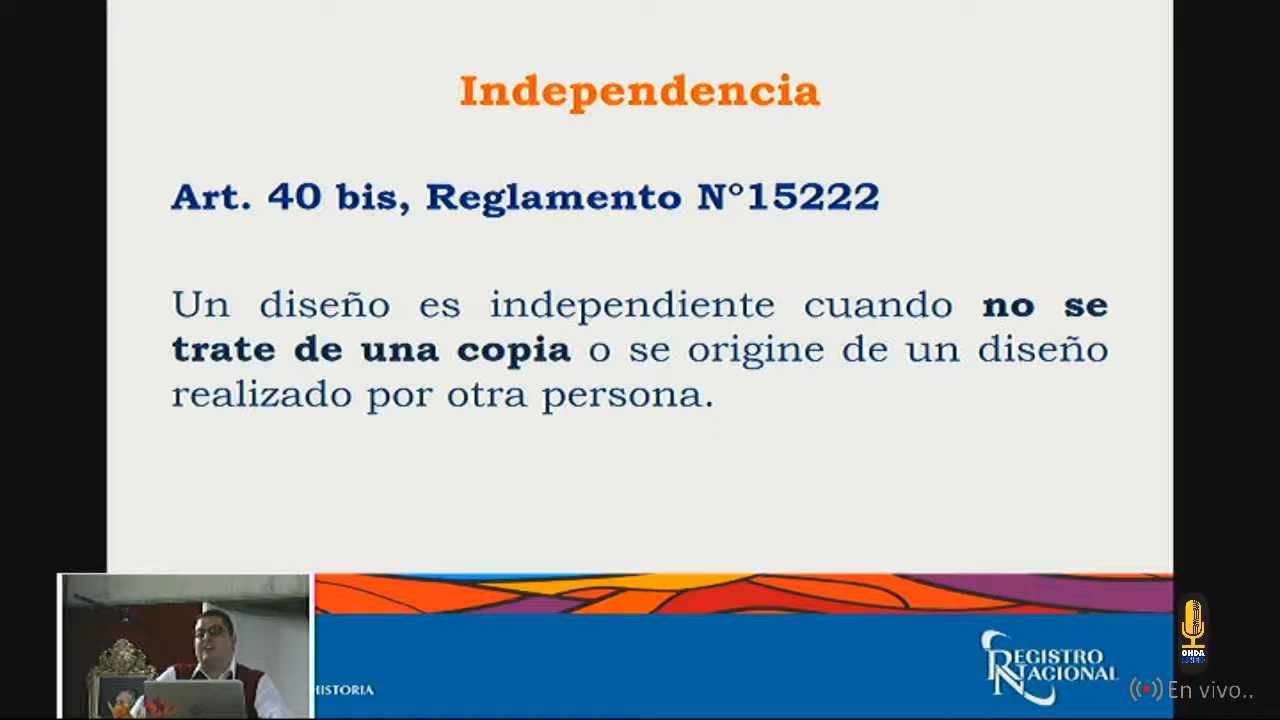 Independencia
Art. 40 bis, Reglamento N°15222
Un diseño es independiente cuando no se
trate de una copia o se origine de un diseño
realizado por otra persona.
HISTORIA
REGISTRO
NACIONAL
ONDA
En vivo..